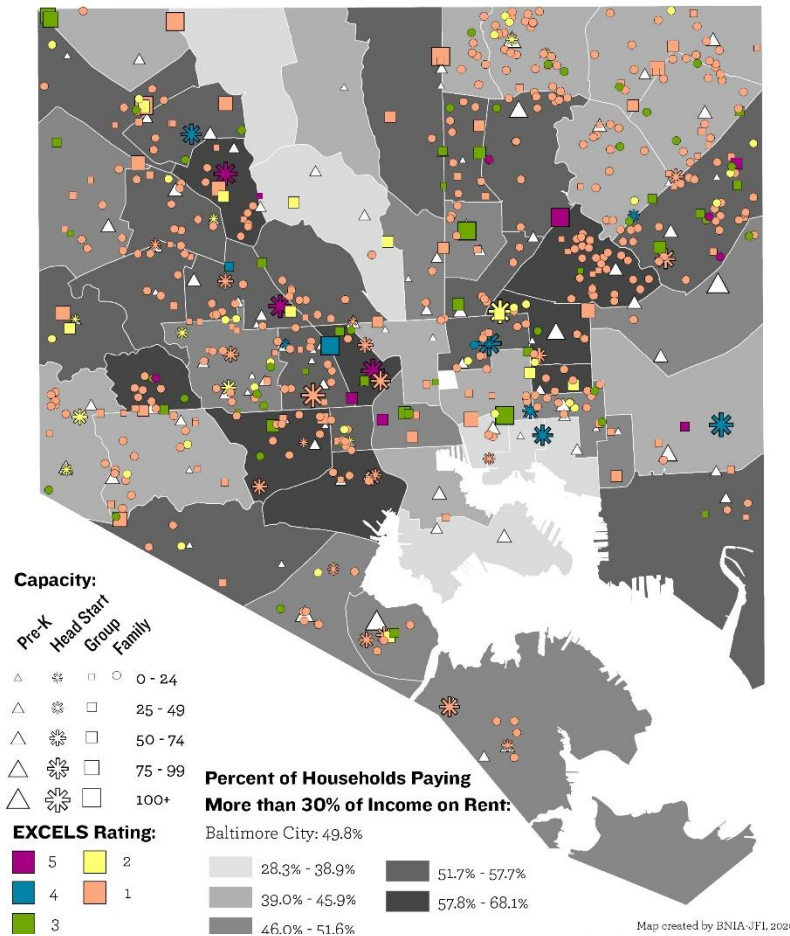 Capacity:
Pre-K
Head Start
Group
Family
0 - 24
25 - 49
50 - 74
75 - 99
100+
EXCELS Rating:
5
2
4
1
3
Percent of Households Paying
More than 30% of Income on Rent:
Baltimore City: 49.8%
28.3% - 38.9%
51.7% - 57.7%
39.0% - 45.9%
57.8% - 68.1%
46.0% - 51.6%
Map created by BNIA-JFI,